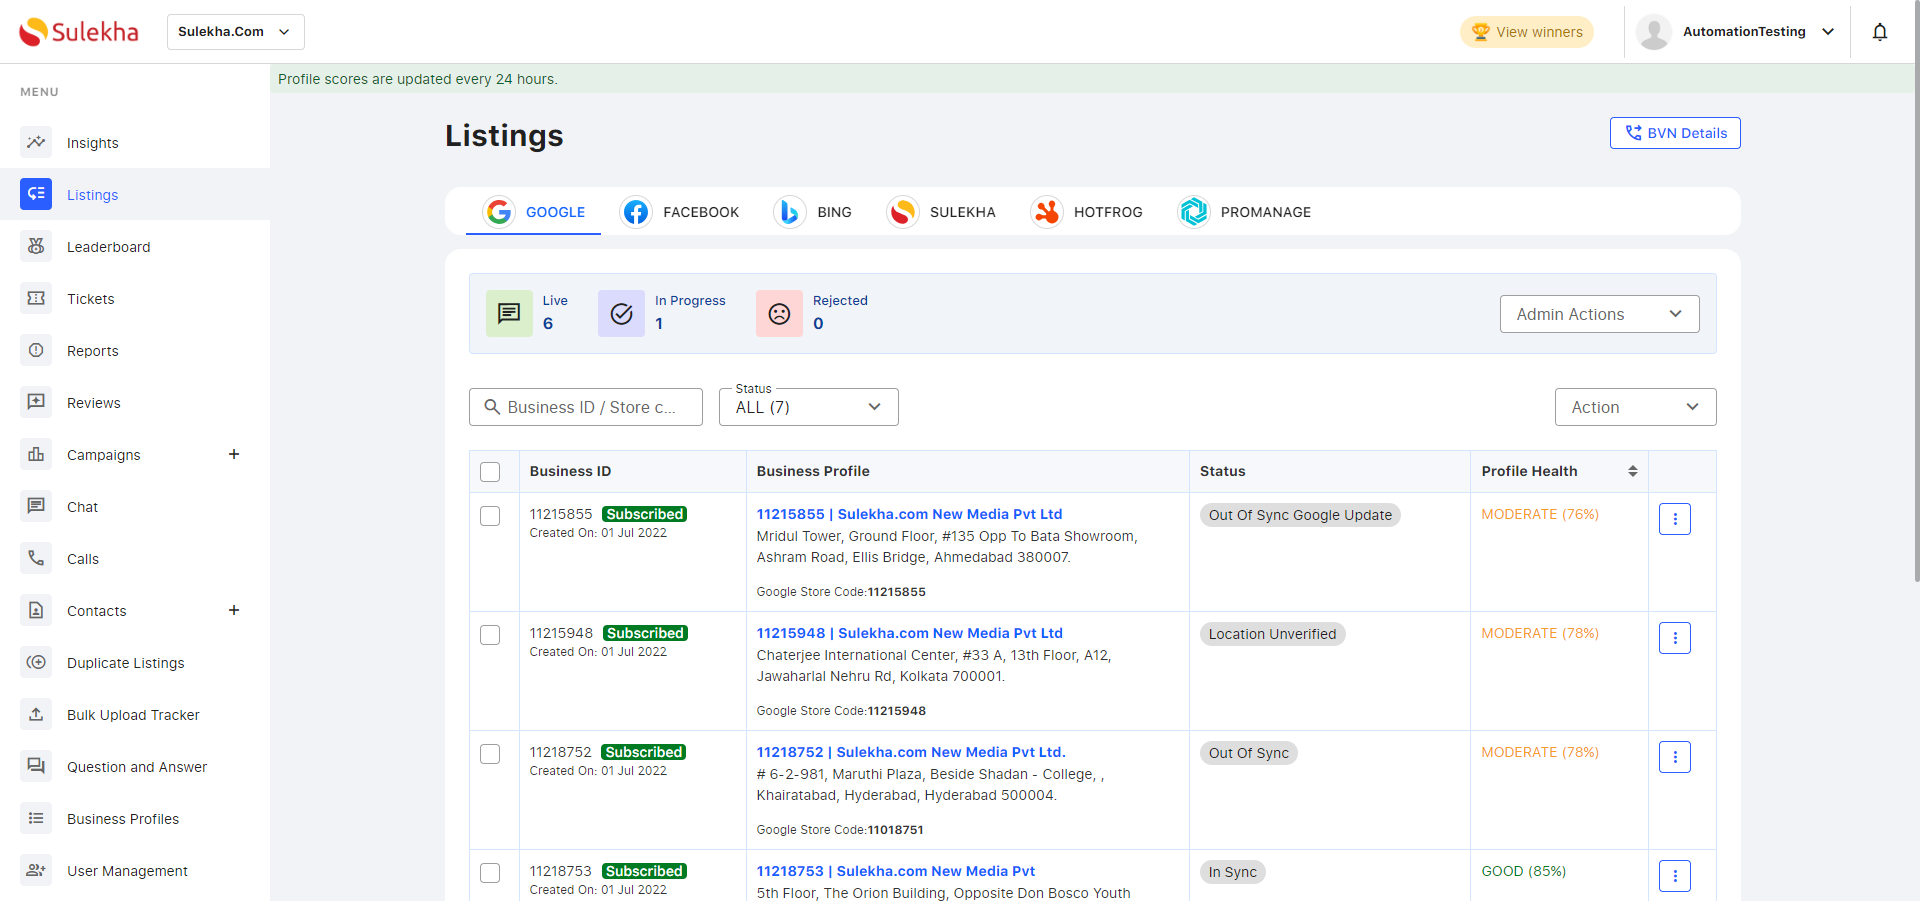 Sulekha
Sulekha.Com
View winners
AutomationTesting
MENU
Insights
Listings
Leaderboard
Tickets
Reports
Reviews
Campaigns +
Chat
Calls
Contacts +
Duplicate Listings
Bulk Upload Tracker
Question and Answer
Business Profiles
User Management
Profile scores are updated every 24 hours.
Listings
BVN Details
GOOGLE
FACEBOOK
BING
SULEKHA
HOTFROG
PROMANAGE
Live
6
In Progress
1
Rejected
0
Admin Actions
Business ID / Store c...
Status
ALL (7)
Action
Business ID
Business Profile
Status
Profile Health
11215855 Subscribed
Created On: 01 Jul 2022
11215855 | Sulekha.com New Media Pvt Ltd
Mridul Tower, Ground Floor, #135 Opp To Bata Showroom,
Ashram Road, Ellis Bridge, Ahmedabad 380007.
Google Store Code:11215855
Out Of Sync Google Update
MODERATE (76%)
11215948 Subscribed
Created On: 01 Jul 2022
11215948 | Sulekha.com New Media Pvt Ltd
Chaterjee International Center, #33 A, 13th Floor, A12,
Jawaharlal Nehru Rd, Kolkata 700001.
Google Store Code:11215948
Location Unverified
MODERATE (78%)
11218752 Subscribed
Created On: 01 Jul 2022
11218752 | Sulekha.com New Media Pvt Ltd.
# 6-2-981, Maruthi Plaza, Beside Shadan - College, ,
Khairatabad, Hyderabad, Hyderabad 500004.
Google Store Code:11018751
Out Of Sync
MODERATE (78%)
11218753 Subscribed
Created On: 01 Jul 2022
11218753 | Sulekha.com New Media Pvt
5th Floor, The Orion Building, Opposite Don Bosco Youth
In Sync
GOOD (85%)